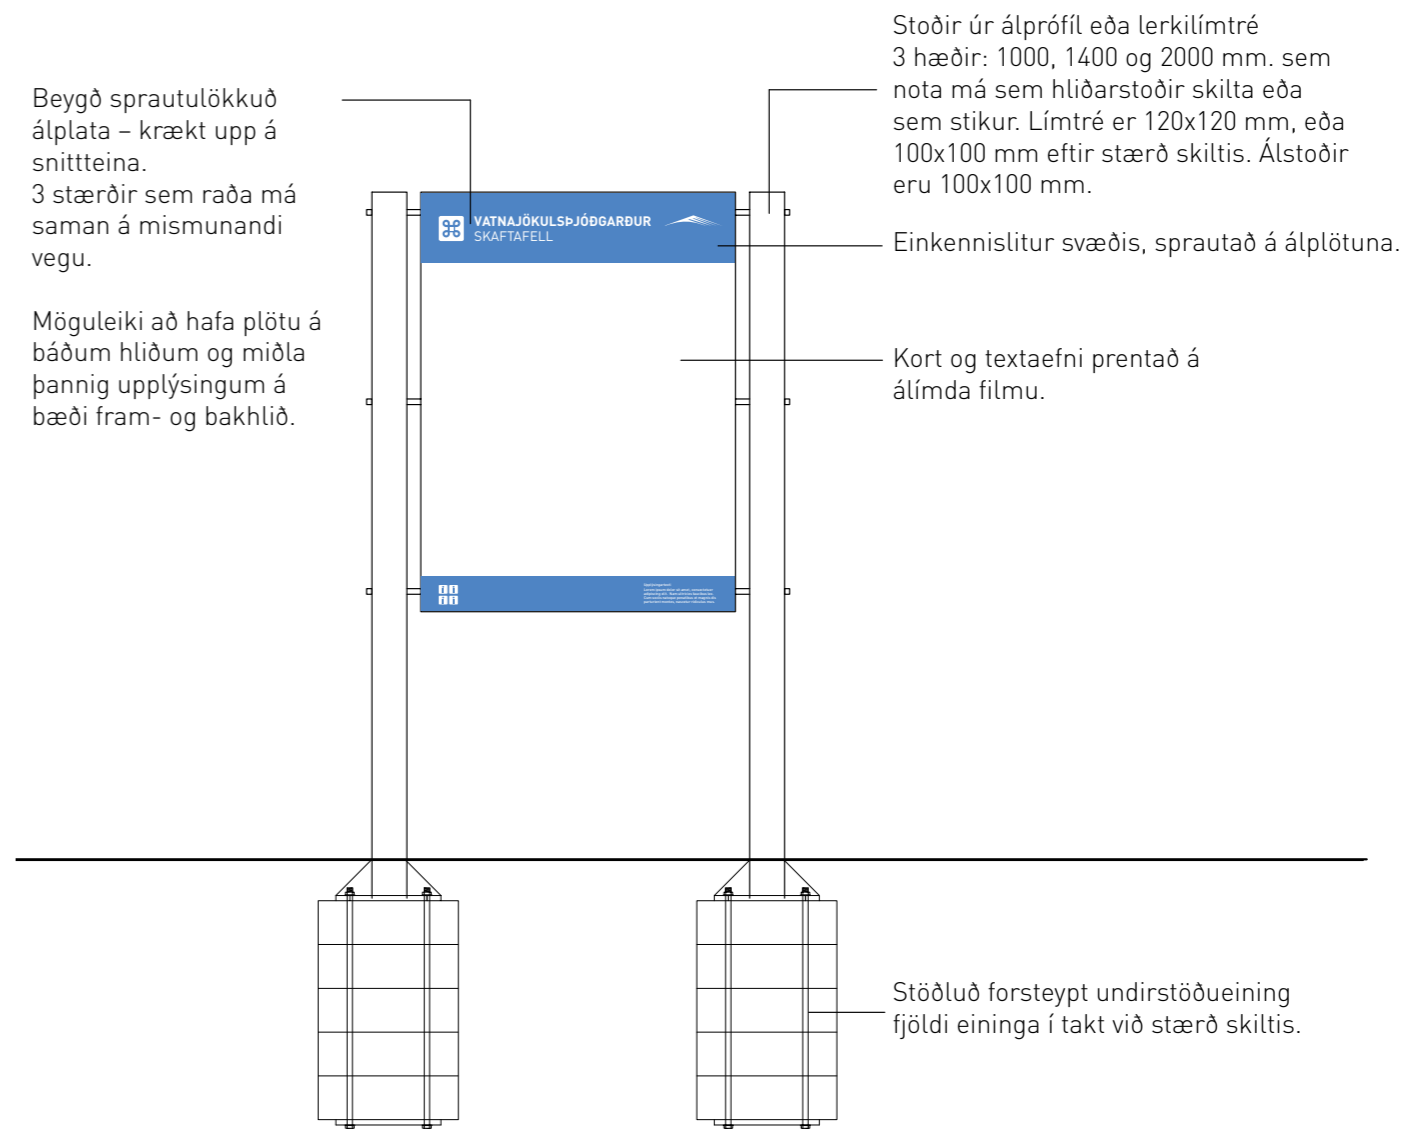 Beygð sprautulökkuð
álplata – krækt upp á
snittteina.
3 stærðir sem raða má
saman á mismunandi
vegu.
Möguleiki að hafa plötu á
báðum hliðum og miðla
þannig upplýsingum á
bæði fram- og bakhlið.
VATNAJÖKULSÞJÓÐGARÐUR
SKAFTAFELL
Stoðir úr álprófíl eða lerkilímtré
3 hæðir: 1000, 1400 og 2000 mm. sem
nota má sem hliðarstoðir skilta eða
sem stikur. Límtré er 120x120 mm, eða
100x100 mm eftir stærð skiltis. Álstoðir
eru 100x100 mm.
Einkennislitur svæðis, sprautað á álplötuna.
Kort og textaefni prentað á
álímda filmu.
Stöðluð forsteypt undirstöðueining
fjöldi eininga í takt við stærð skiltis.